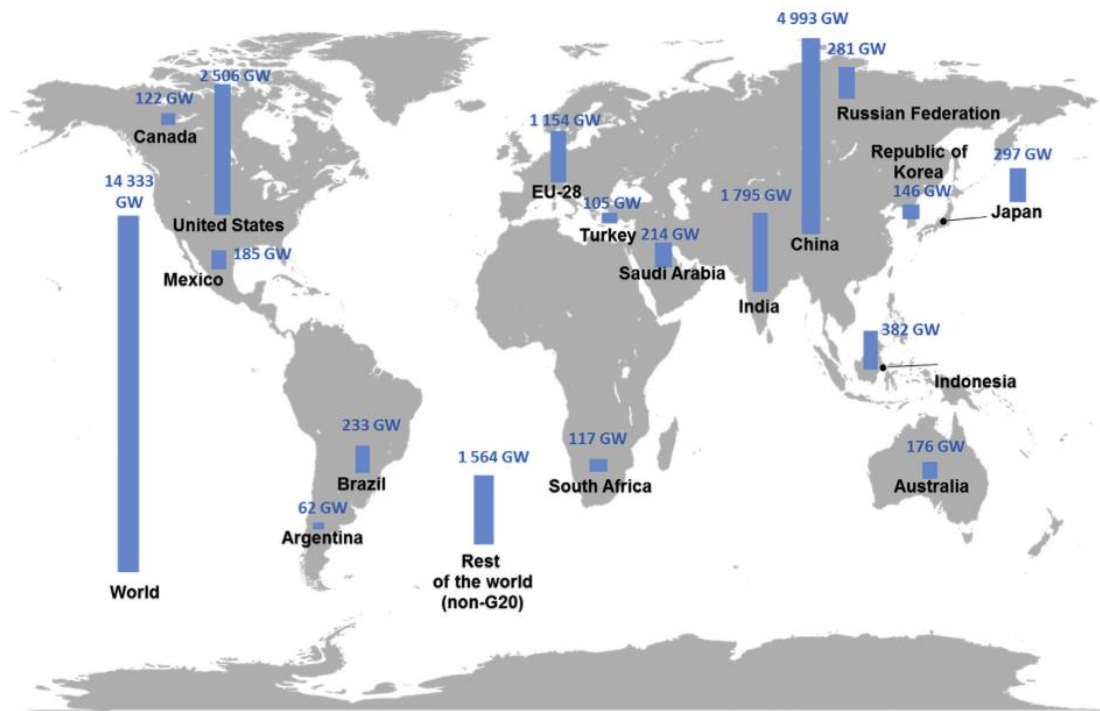 4 993 GW
281 GW
Russian Federation
2 506 GW
122 GW
Canada
1 154 GW
EU-28
Republic of
Korea
146 GW
297 GW
Japan
14 333
GW
World
United States
105 GW
Turkey
1 795 GW
India
China
185 GW
Mexico
214 GW
Saudi Arabia
382 GW
Indonesia
233 GW
Brazil
1 564 GW
Rest
of the world
(non-G20)
117 GW
South Africa
176 GW
Australia
62 GW
Argentina